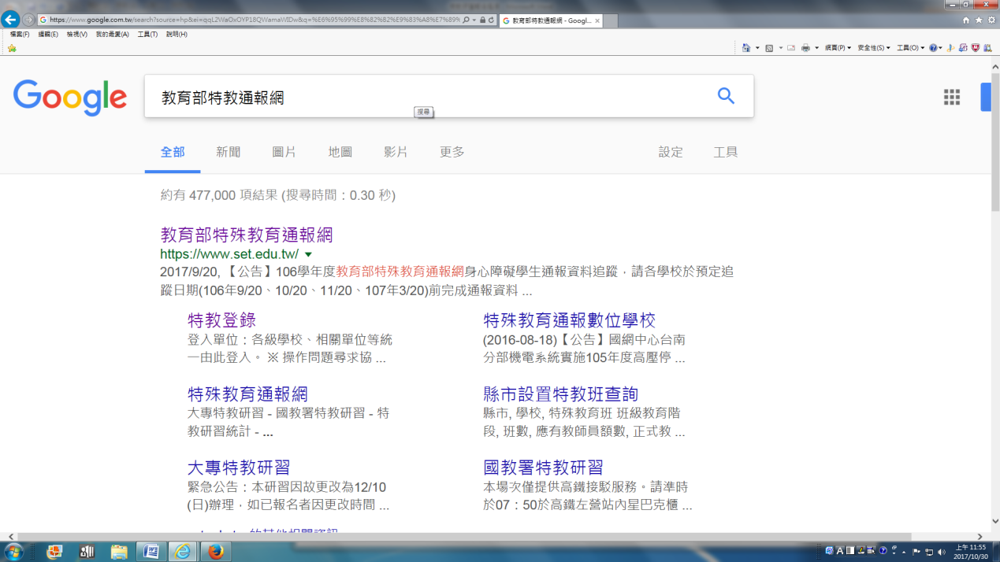 https://www.google.com.tw/search?source=hp&ei=qqL2WaOxOYP18QWamaWIDw&q=%E6%95%99%E8%82%B2%E9%83%A8%E7%89%
教育部特教通報網 - Googl...
檔案(F) 編輯(E) 檢視(V) 我的最愛(A) 工具(T) 說明(H)
網頁(P) 安全性(S) 工具(O)
Google
教育部特教通報網
搜尋
全部 新聞 圖片 地圖 影片 更多 設定 工具
約有 477,000 項結果 (搜尋時間：0.30 秒)
教育部特殊教育通報網
https://www.set.edu.tw/
2017/9/20, 【公告】106學年度教育部特殊教育通報網身心障礙學生通報資料追蹤，請各學校於預定追
蹤日期(106年9/20、10/20、11/20、107年3/20)前完成通報資料 ...
特教登錄
登入單位：各級學校、相關單位等統
一由此登入。 ※ 操作問題尋求協 ...
特殊教育通報數位學校
(2016-08-18)【公告】國網中心台南
分部機電系統實施105年度高壓停 ...
特殊教育通報網
大專特教研習 - 國教署特教研習 - 特
教研習統計 - ...
縣市設置特教班查詢
縣市, 學校, 特殊教育班 班級教育階
段, 班數, 應有教師員額數, 正式教 ...
大專特教研習
緊急公告：本研習因故更改為12/10
(日)辦理，如已報名者因更改時間 ...
國教署特教研習
本場次僅提供高鐵接駁服務。請準時
於07：50於高鐵左營站內星巴克櫃 ...
的其他相關資訊
上午 11:55
2017/10/30